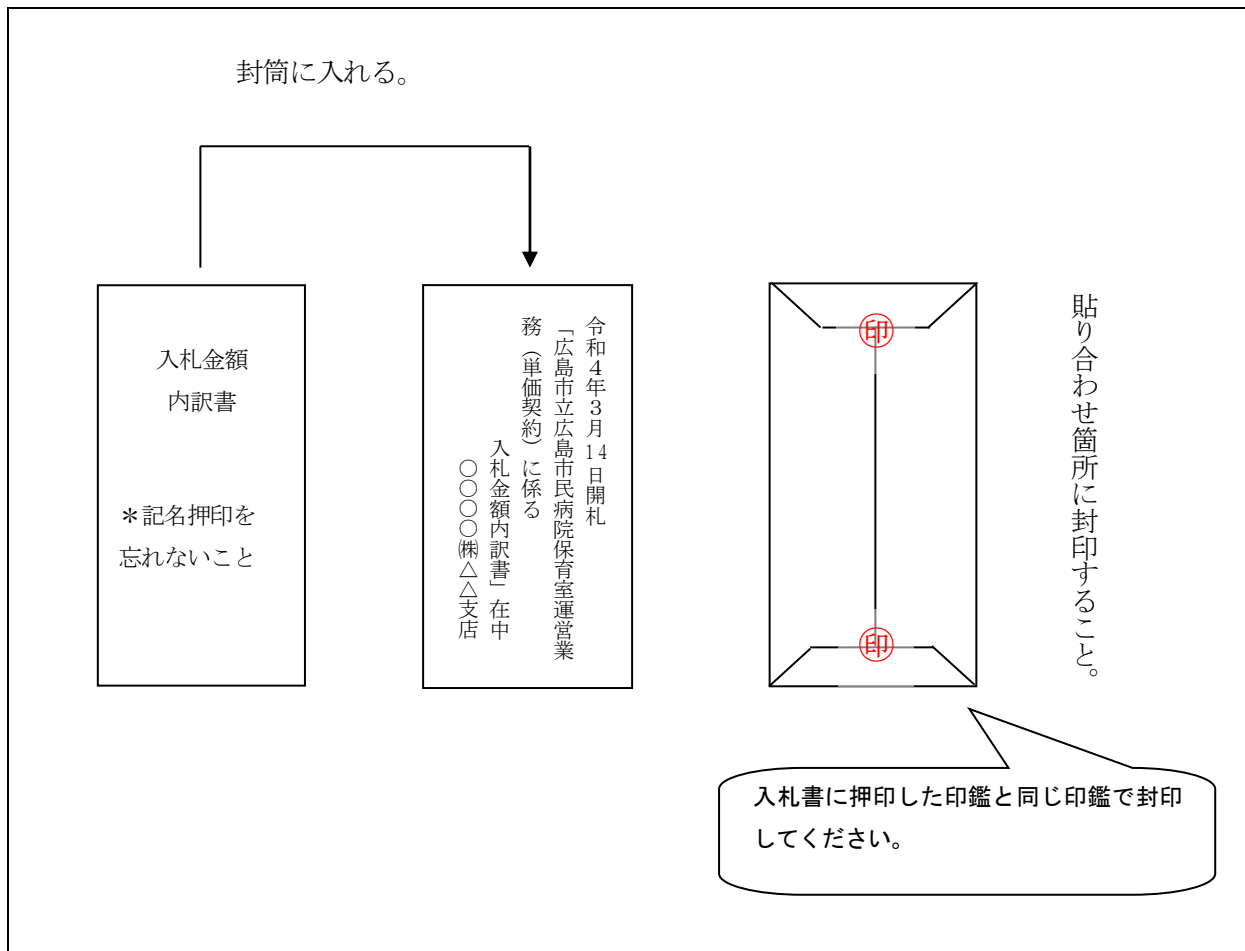 封筒に入れる。
入札金額
内訳書
＊記名押印を
忘れないこと
令和４年３月14日開札
「広島市立広島市民病院保育室運営業
務（単価契約）に係る
入札金額内訳書」在中
○○○○㈱△△支店
印
印
貼り合わせ箇所に封印すること。
入札書に押印した印鑑と同じ印鑑で封印
してください。